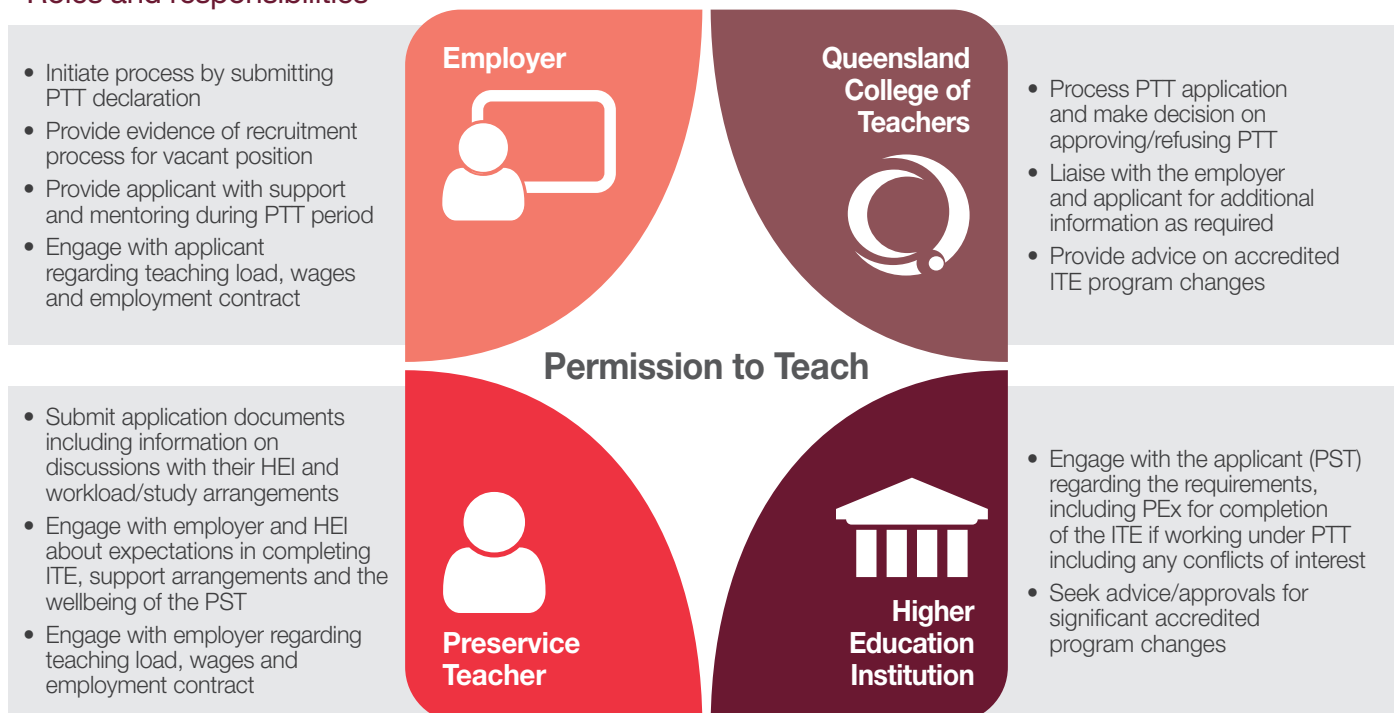 Roles and responsibilities
• Initiate process by submitting
PTT declaration
• Provide evidence of recruitment
process for vacant position
• Provide applicant with support
and mentoring during PTT period
• Engage with applicant
regarding teaching load, wages
and employment contract
Employer
Queensland
College of
Teachers
• Process PTT application
and make decision on
approving/refusing PTT
• Liaise with the employer
and applicant for additional
information as required
• Provide advice on accredited
ITE program changes
Permission to Teach
• Submit application documents
including information on
discussions with their HEI and
workload/study arrangements
• Engage with employer and HEI
about expectations in completing
ITE, support arrangements and the
wellbeing of the PST
• Engage with employer regarding
teaching load, wages and
employment contract
Preservice
Teacher
Higher
Education
Institution
• Engage with the applicant (PST)
regarding the requirements,
including PEx for completion
of the ITE if working under PTT
including any conflicts of interest
• Seek advice/approvals for
significant accredited
program changes